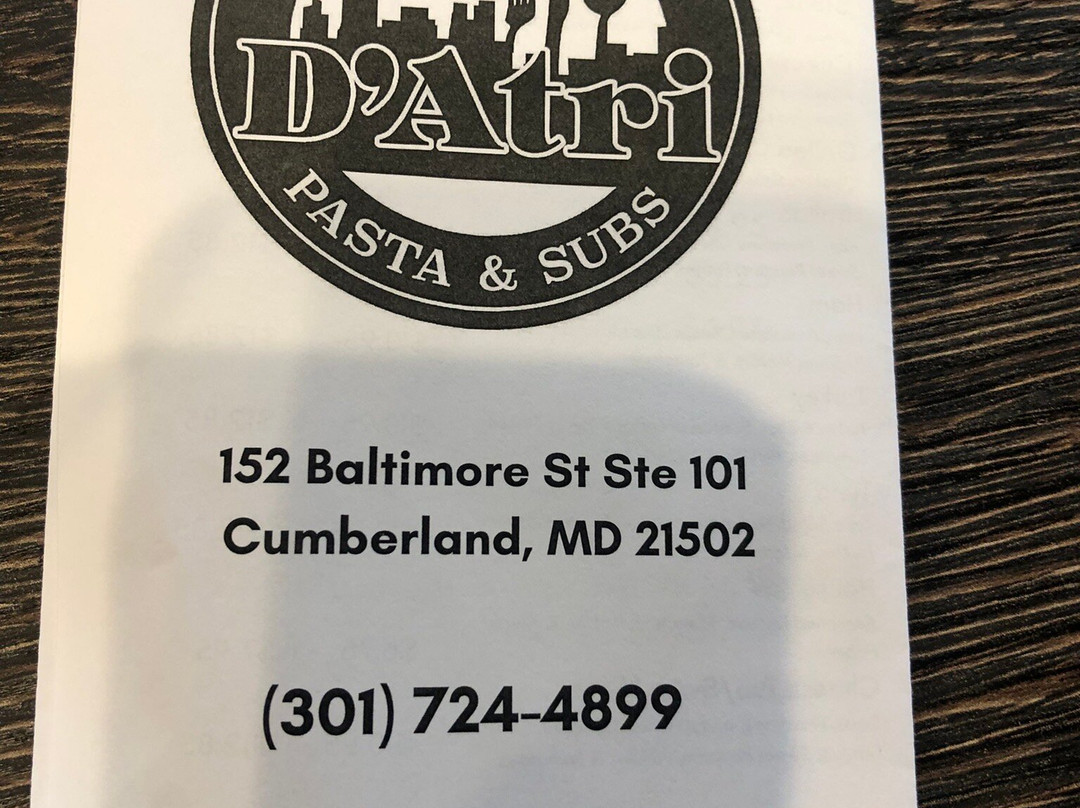 D'Atri
PASTA & SUBS
152 Baltimore St Ste 101
Cumberland, MD 21502
(301) 724-4899